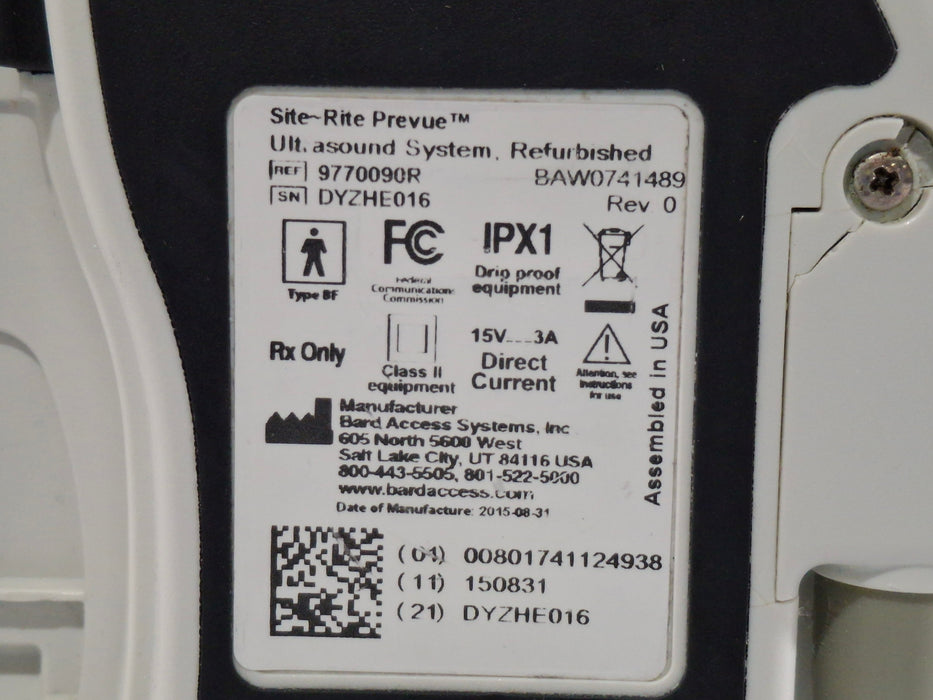 Site~Rite Prevue™
Ultrasound System, Refurbished
REF 9770090R BAW0741489
SN DYZHE016 Rev 0
Type BF
FC
Federal
Communications
Commission
IPX1
Drip proof
equipment
Rx Only
Class II
equipment
15V 3A
Direct
Current
Attention, see
instructions
for use
Assembled in USA
Manufacturer
Bard Access Systems, Inc
605 North 5600 West
Salt Lake City, UT 84116 USA
800-443-5505, 801-522-5000
www.bardaccess.com
Date of Manufacture: 2015-08-31
(01) 00801741124938
(11) 150831
(21) DYZHE016